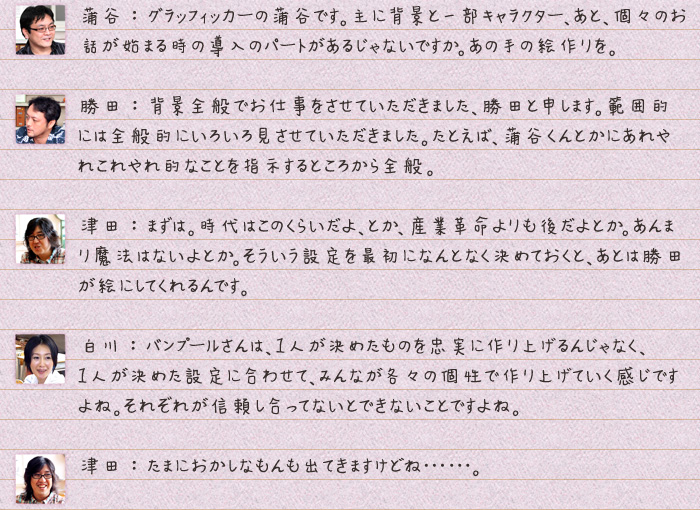 蒲谷：グラッフィッカーの蒲谷です。主に背景と一部キャラクター、あと、個々のお
話が始まる時の導入のパートがあるじゃないですか。あの手の絵作りを。
勝田：背景全般でお仕事をさせていただきました、勝田と申します。範囲的
には全般的にいろいろ見させていただきました。たとえば、蒲谷くんとかにあれや
れこれやれ的なことを指示するところから全般。
津田：まずは。時代はこのくらいだよ、とか、産業革命よりも後だよとか。あんま
り魔法はないよとか。そういう設定を最初になんとなく決めておくと、あとは勝田
が絵にしてくれるんです。
白川：バンプールさんは、1人が決めたものを忠実に作り上げるんじゃなく、
1人が決めた設定に合わせて、みんなが各々の個性で作り上げていく感じです
よね。それぞれが信頼し合ってないとできないことですよね。
津田：たまにおかしなもんも出てきますけどね……。